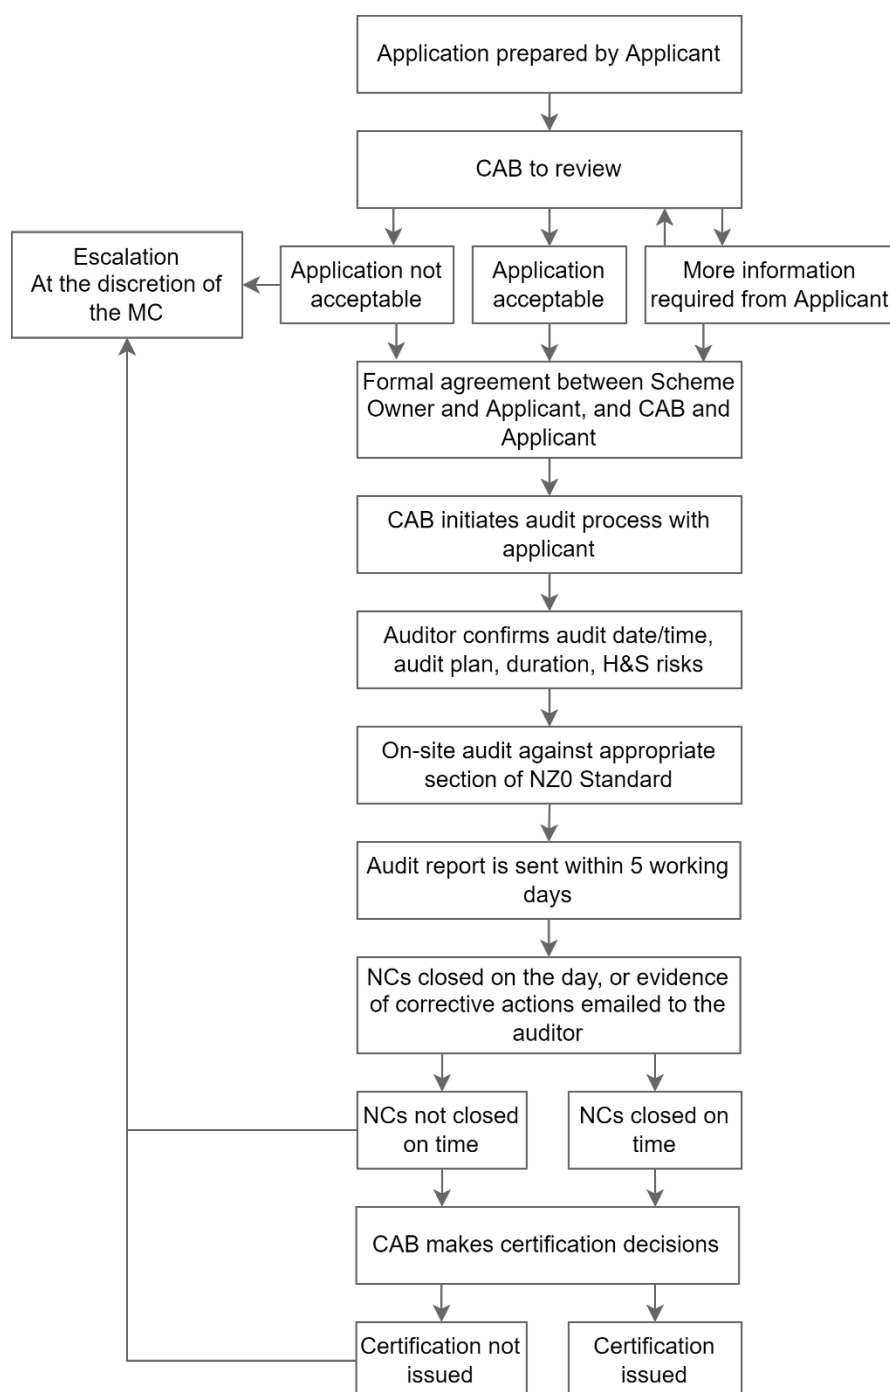 Application prepared by Applicant
CAB to review
Escalation
At the discretion of
the MC
Application not
acceptable
Application
acceptable
More information
required from Applicant
Formal agreement between Scheme
Owner and Applicant, and CAB and
Applicant
CAB initiates audit process with
applicant
Auditor confirms audit date/time,
audit plan, duration, H&S risks
On-site audit against appropriate
section of NZ0 Standard
Audit report is sent within 5 working
days
NCs closed on the day, or evidence
of corrective actions emailed to the
auditor
NCs not closed
on time
NCs closed on
time
CAB makes certification decisions
Certification not
issued
Certification
issued